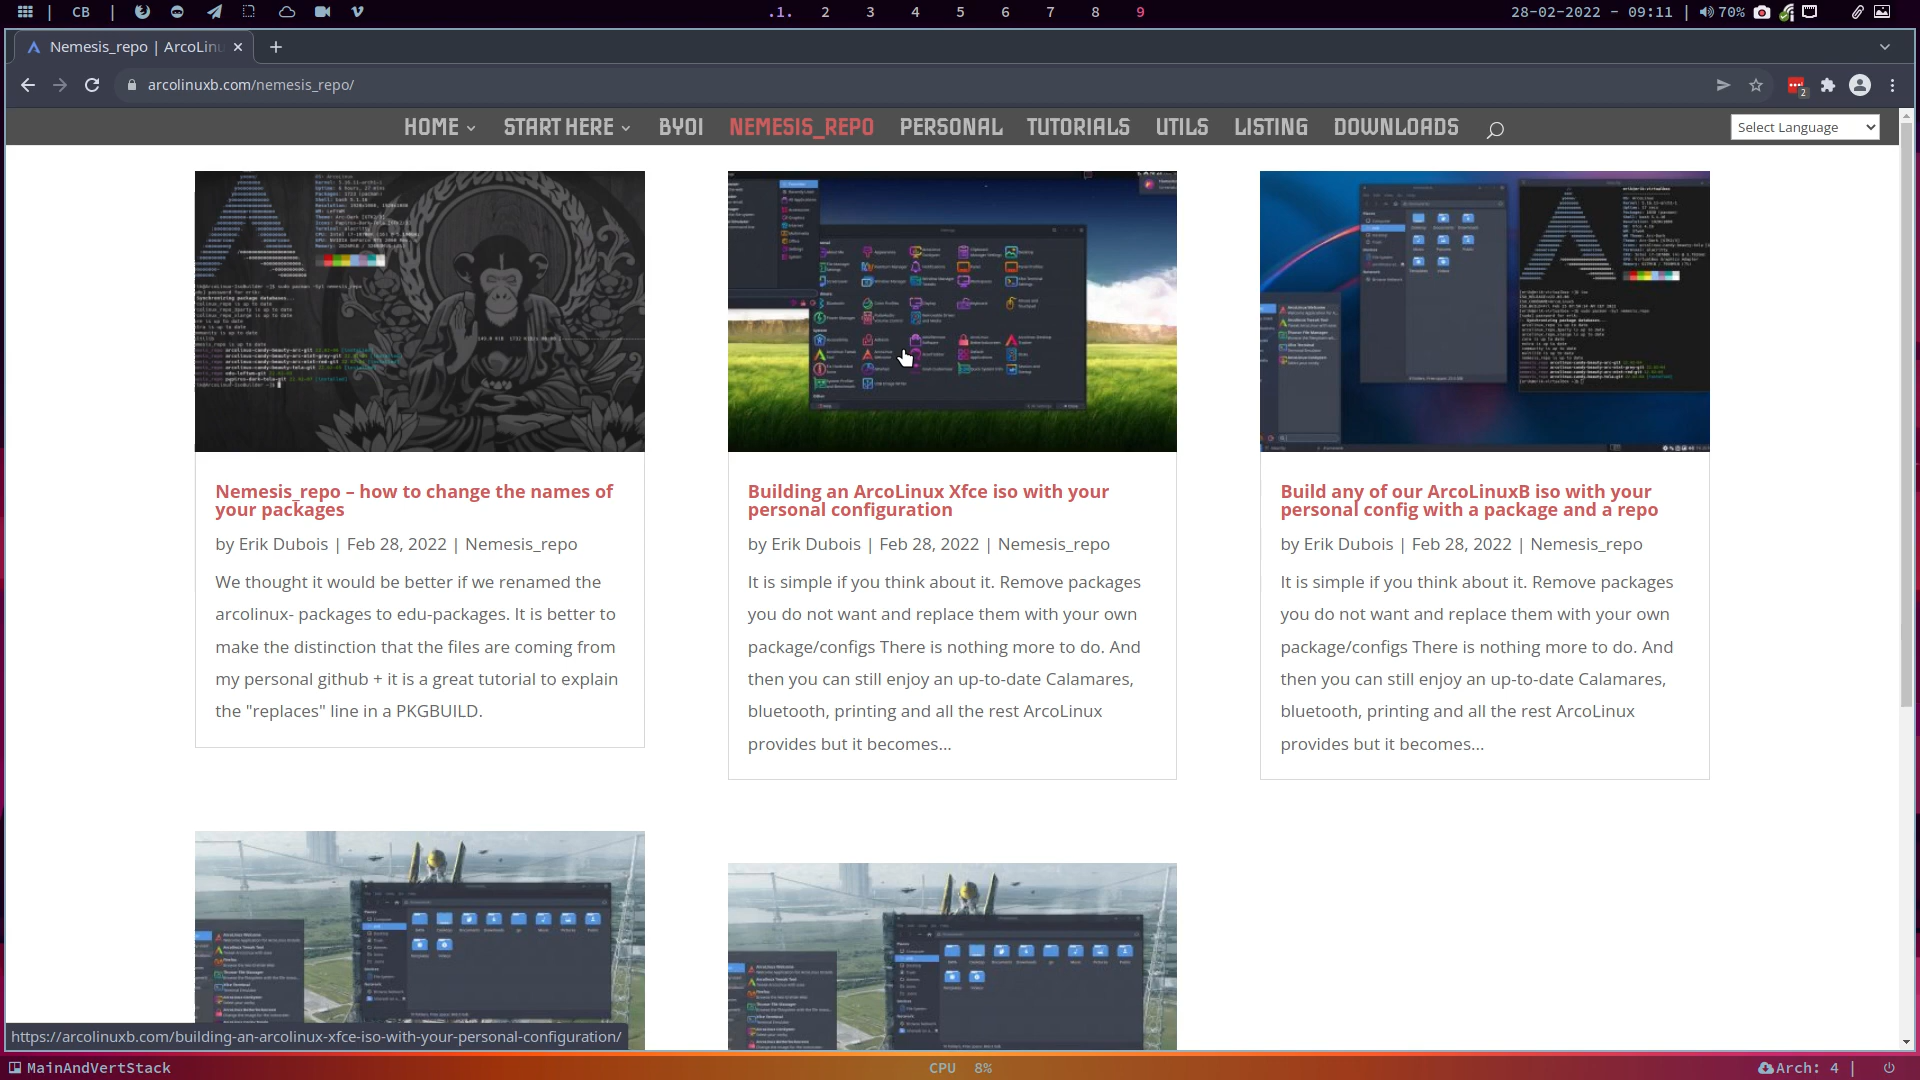 CB
.1. 2 3 4 5 6 7 8 9
28-02-2022 - 09:11 | 70%
Nemesis_repo | ArcoLinu
arcolinuxb.com/nemesis_repo/
2
HOME START HERE BYOI NEMESIS_REPO PERSONAL TUTORIALS UTILS LISTING DOWNLOADS
Select Language
Nemesis_repo – how to change the names of
your packages
by Erik Dubois | Feb 28, 2022 | Nemesis_repo
We thought it would be better if we renamed the
arcolinux- packages to edu-packages. It is better to
make the distinction that the files are coming from
my personal github + it is a great tutorial to explain
the "replaces" line in a PKGBUILD.
Building an ArcoLinux Xfce iso with your
personal configuration
by Erik Dubois | Feb 28, 2022 | Nemesis_repo
It is simple if you think about it. Remove packages
you do not want and replace them with your own
package/configs There is nothing more to do. And
then you can still enjoy an up-to-date Calamares,
bluetooth, printing and all the rest ArcoLinux
provides but it becomes...
Build any of our ArcoLinuxB iso with your
personal config with a package and a repo
by Erik Dubois | Feb 28, 2022 | Nemesis_repo
It is simple if you think about it. Remove packages
you do not want and replace them with your own
package/configs There is nothing more to do. And
then you can still enjoy an up-to-date Calamares,
bluetooth, printing and all the rest ArcoLinux
provides but it becomes...
https://arcolinuxb.com/building-an-arcolinux-xfce-iso-with-your-personal-configuration/
MainAndVertStack
CPU 8%
Arch: 4 |